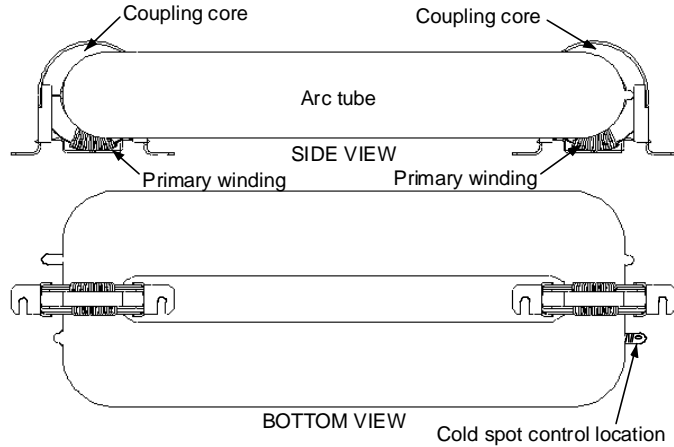 Coupling core
Coupling core
Arc tube
SIDE VIEW
Primary winding
Primary winding
BOTTOM VIEW
Cold spot control location